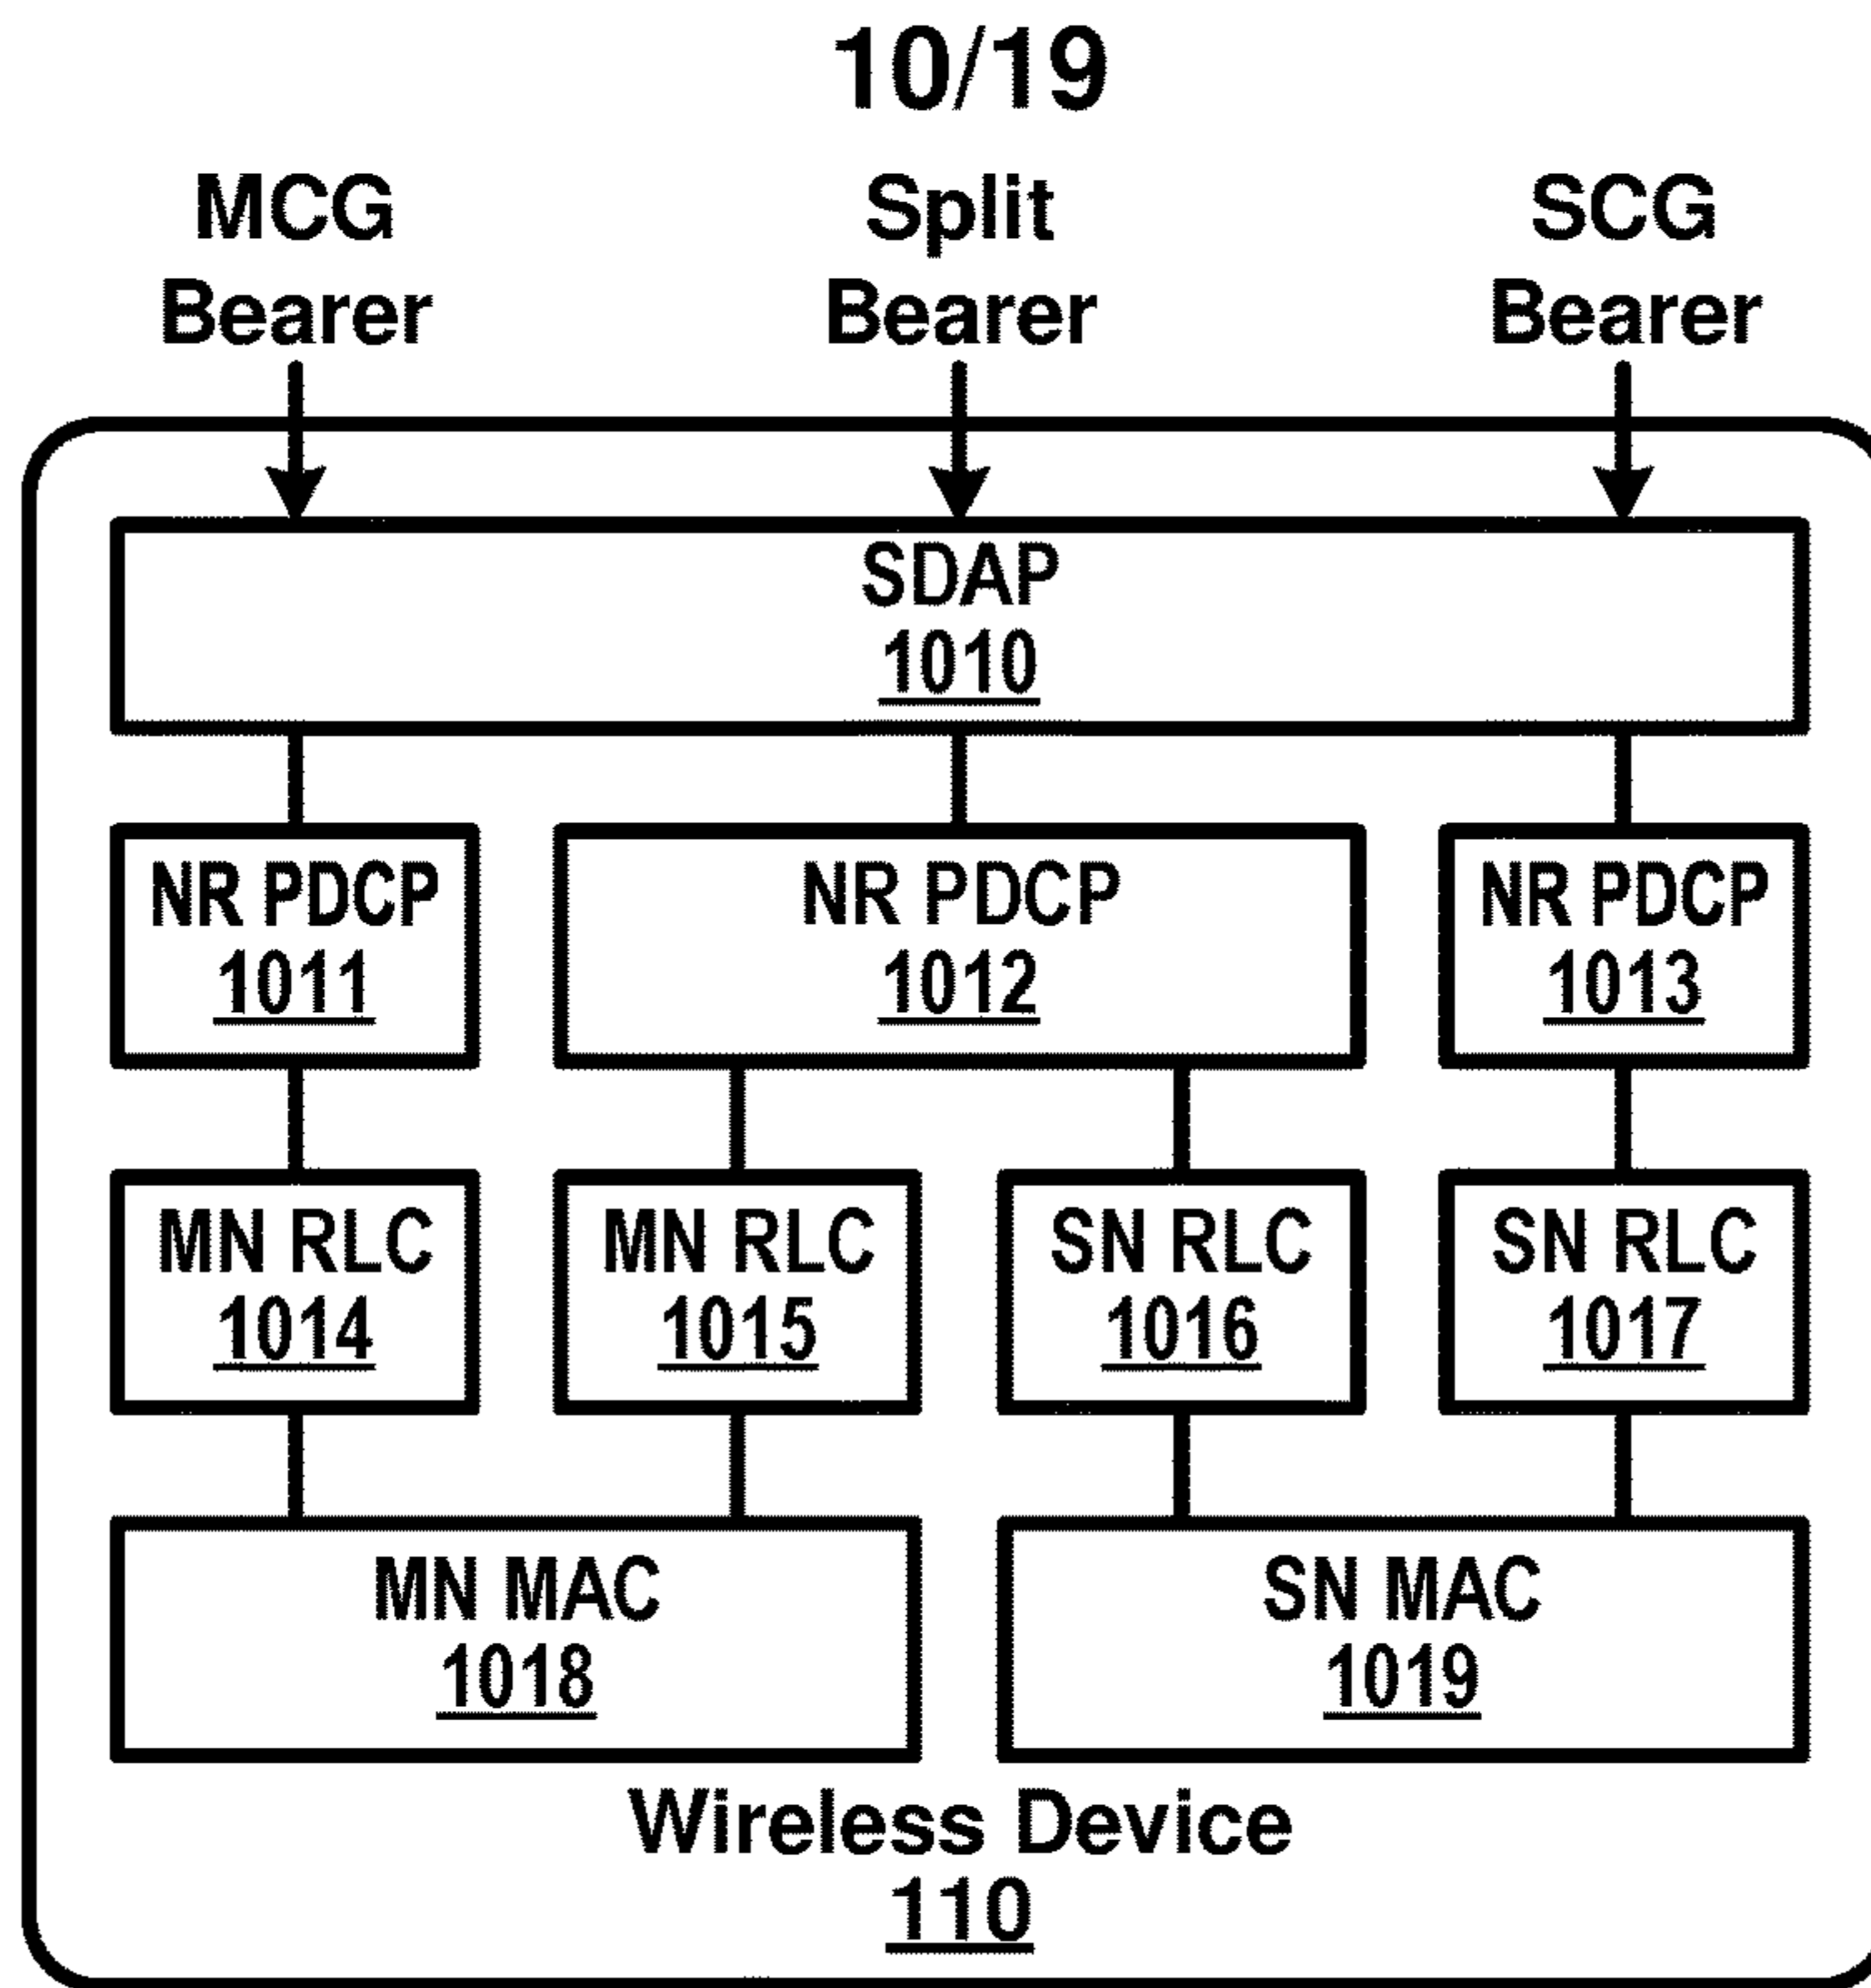 10/19
MCG Split SCG
Bearer Bearer Bearer
SDAP
1010
NR PDCP NR PDCP NR PDCP
1011 1012 1013
MN RLC MN RLC SN RLC SN RLC
1014 1015 1016 1017
MN MAC SN MAC
1018 1019
Wireless Device
110